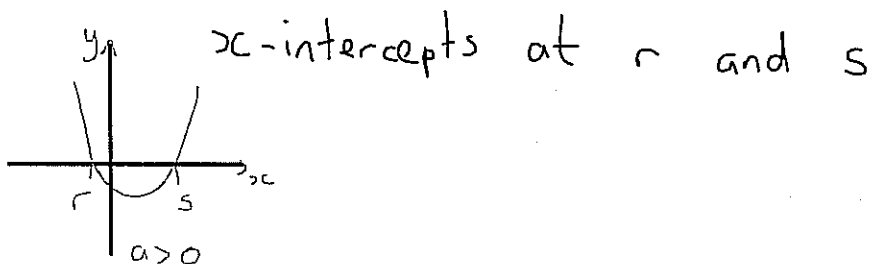 y x-intercepts at r and s
x
r s
a > 0